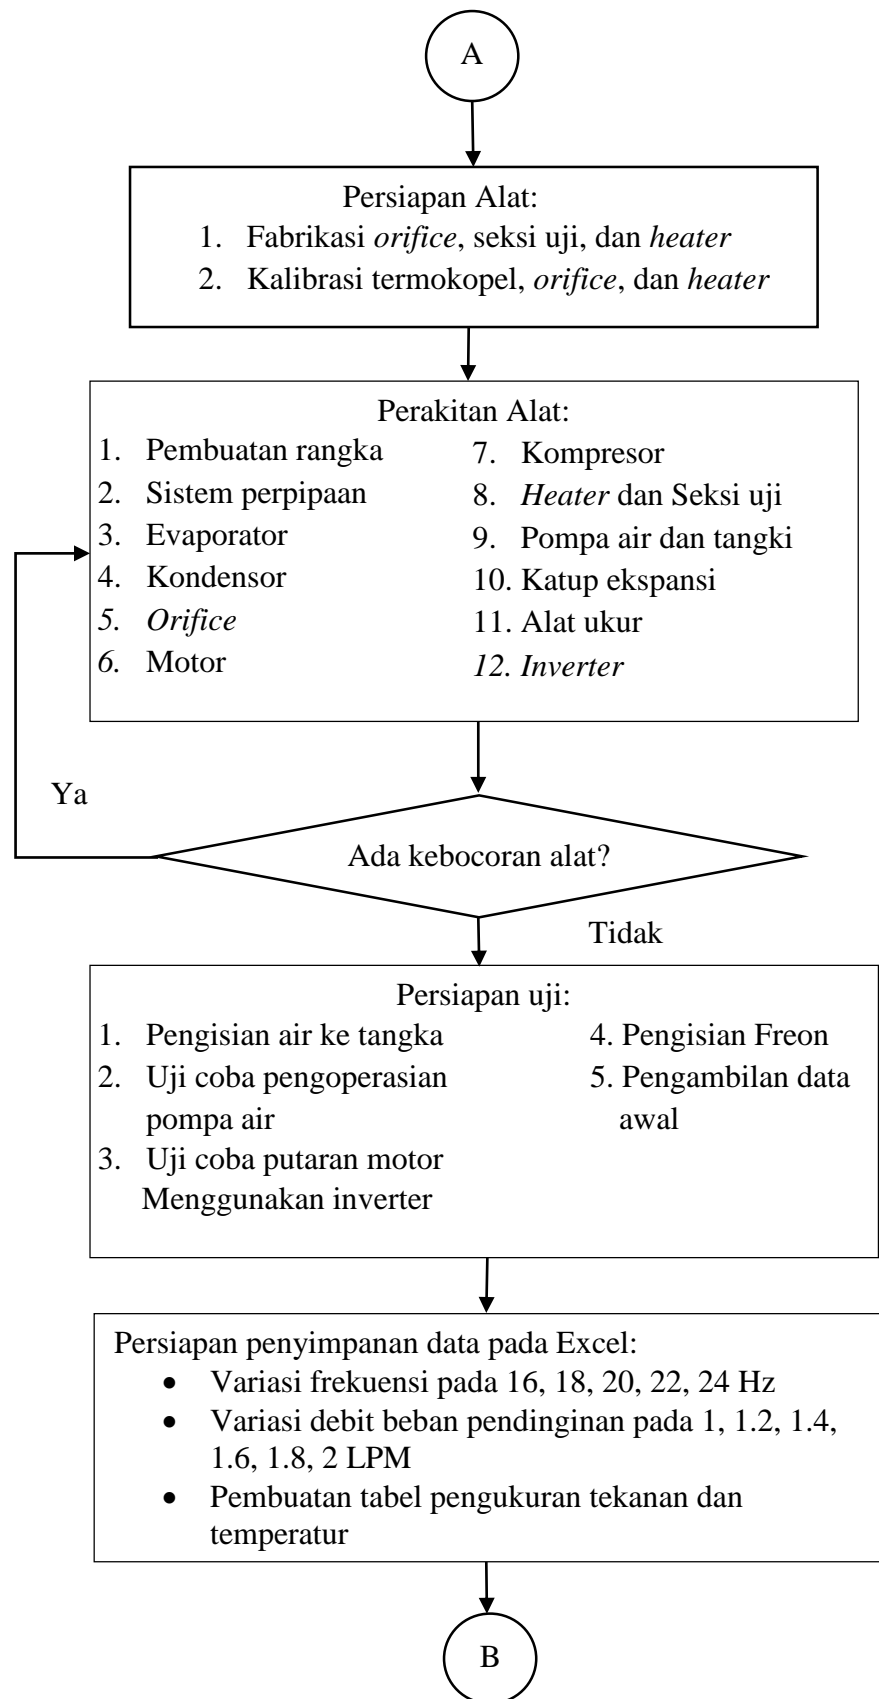 A
Persiapan Alat:
1. Fabrikasi orifice, seksi uji, dan heater
2. Kalibrasi termokopel, orifice, dan heater
Perakitan Alat:
1. Pembuatan rangka
2. Sistem perpipaan
3. Evaporator
4. Kondensor
5. Orifice
6. Motor
7. Kompresor
8. Heater dan Seksi uji
9. Pompa air dan tangki
10. Katup ekspansi
11. Alat ukur
12. Inverter
Ya
Ada kebocoran alat?
Tidak
Persiapan uji:
1. Pengisian air ke tangka
2. Uji coba pengoperasian
pompa air
3. Uji coba putaran motor
Menggunakan inverter
4. Pengisian Freon
5. Pengambilan data
awal
Persiapan penyimpanan data pada Excel:
• Variasi frekuensi pada 16, 18, 20, 22, 24 Hz
• Variasi debit beban pendinginan pada 1, 1.2, 1.4,
1.6, 1.8, 2 LPM
• Pembuatan tabel pengukuran tekanan dan
temperatur
B